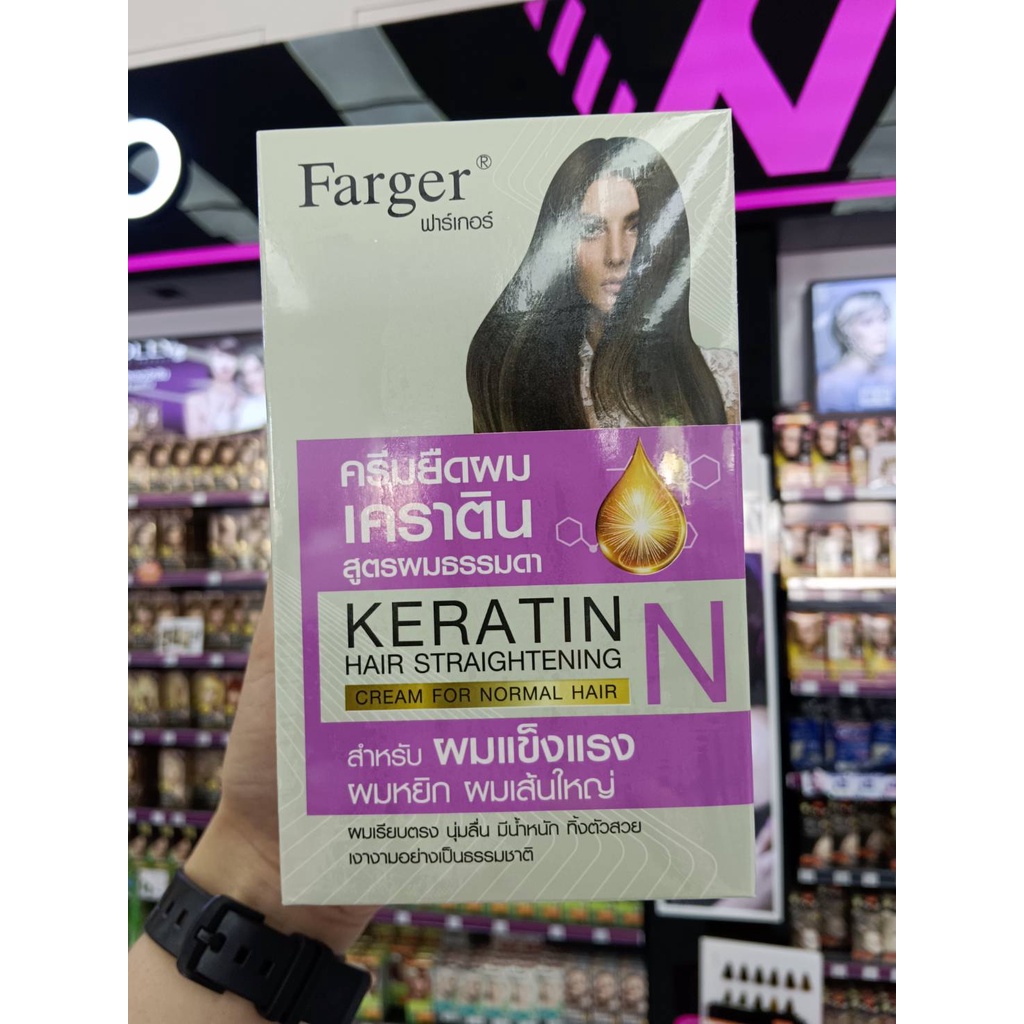 Farger®
ฟาร์เกอร์
ครีมยืดผม
เคราติน
สูตรผมธรรมดา
KERATIN
HAIR STRAIGHTENING
N
CREAM FOR NORMAL HAIR
สำหรับ ผมแข็งแรง
ผมหยิก ผมเส้นใหญ่
ผมเรียบตรง นุ่มลื่น มีน้ำหนัก ทิ้งตัวสวย
เงางามอย่างเป็นธรรมชาติ